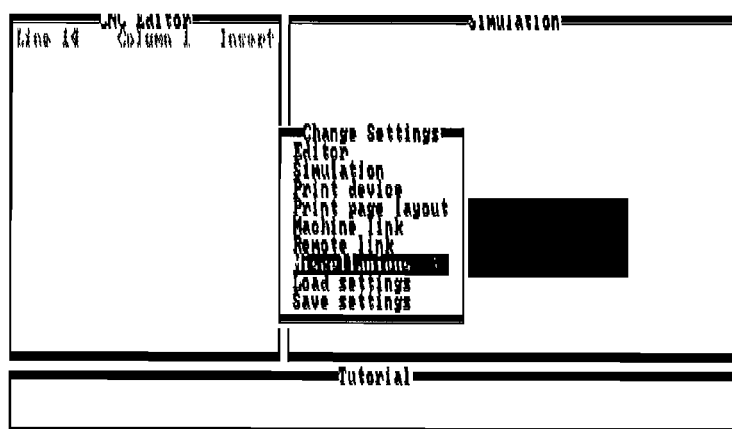 CNC Editor
Simulation
Line 14 Column 1 Insert
Change Settings
Editor
Simulation
Print device
Print page layout
Machine link
Remote link
Load settings
Save settings
Tutorial